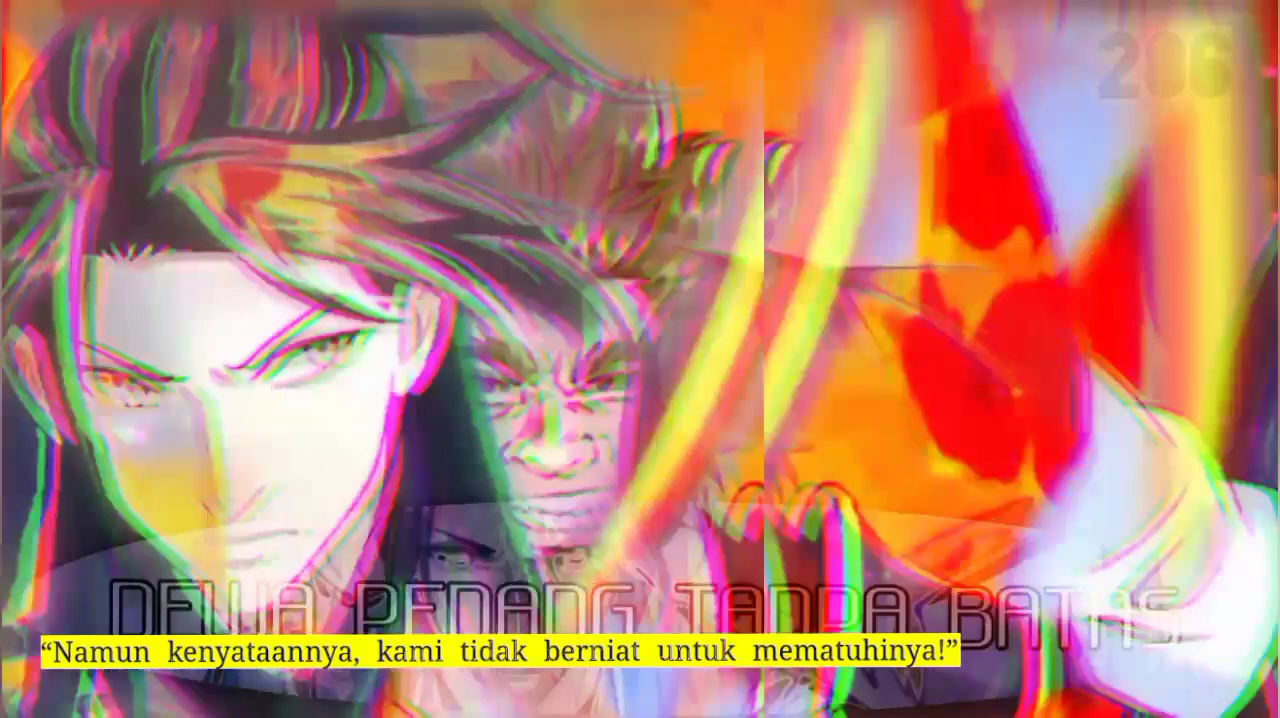 206
DEWA PEDANG TANPA BATAS
“Namun kenyataannya, kami tidak berniat untuk mematuhinya!”